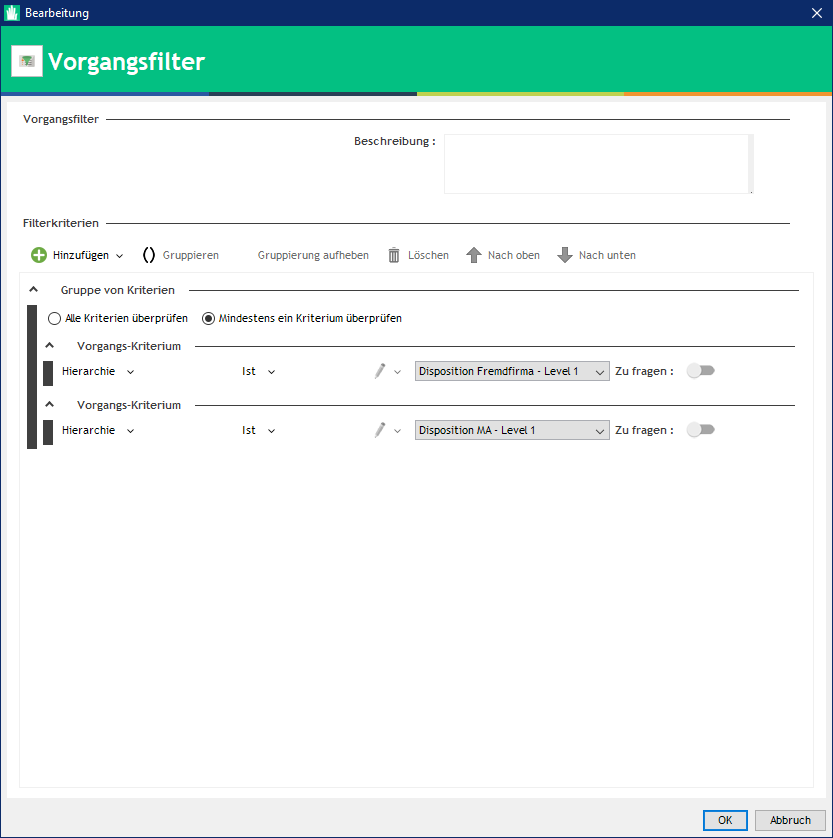 Bearbeitung
Vorgangsfilter
Vorgangsfilter
Beschreibung :
Filterkriterien
Hinzufügen () Gruppieren Gruppierung aufheben Löschen Nach oben Nach unten
Gruppe von Kriterien
Alle Kriterien überprüfen Mindestens ein Kriterium überprüfen
Vorgangs-Kriterium
Hierarchie Ist Disposition Fremdfirma - Level 1 Zu fragen :
Vorgangs-Kriterium
Hierarchie Ist Disposition MA - Level 1 Zu fragen :
OK Abbruch